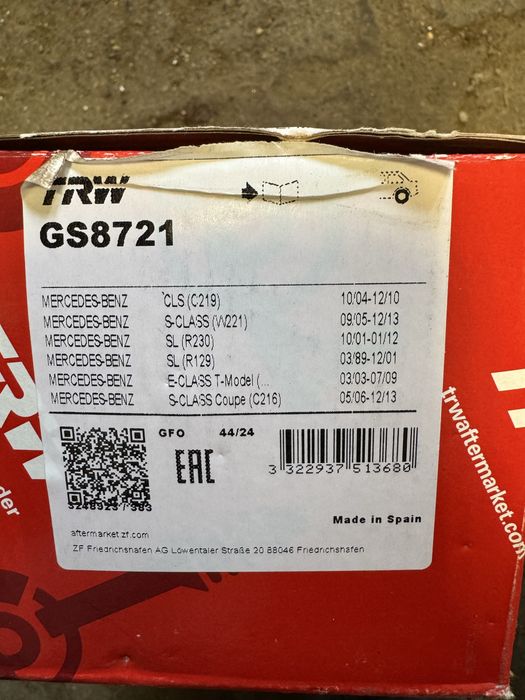 TRW
GS8721
MERCEDES-BENZ CLS (C219) 10/04-12/10
MERCEDES-BENZ S-CLASS (W221) 09/05-12/13
MERCEDES-BENZ SL (R230) 10/01-01/12
MERCEDES-BENZ SL (R129) 03/89-12/01
MERCEDES-BENZ E-CLASS T-Model (... 03/03-07/09
MERCEDES-BENZ S-CLASS Coupe (C216) 05/06-12/13
GFO 44/24
EAC
3 322937 513680
Made in Spain
aftermarket.zf.com
ZF Friedrichshafen AG Löwentaler Straße 20 88046 Friedrichshafen
trwaftermarket.com